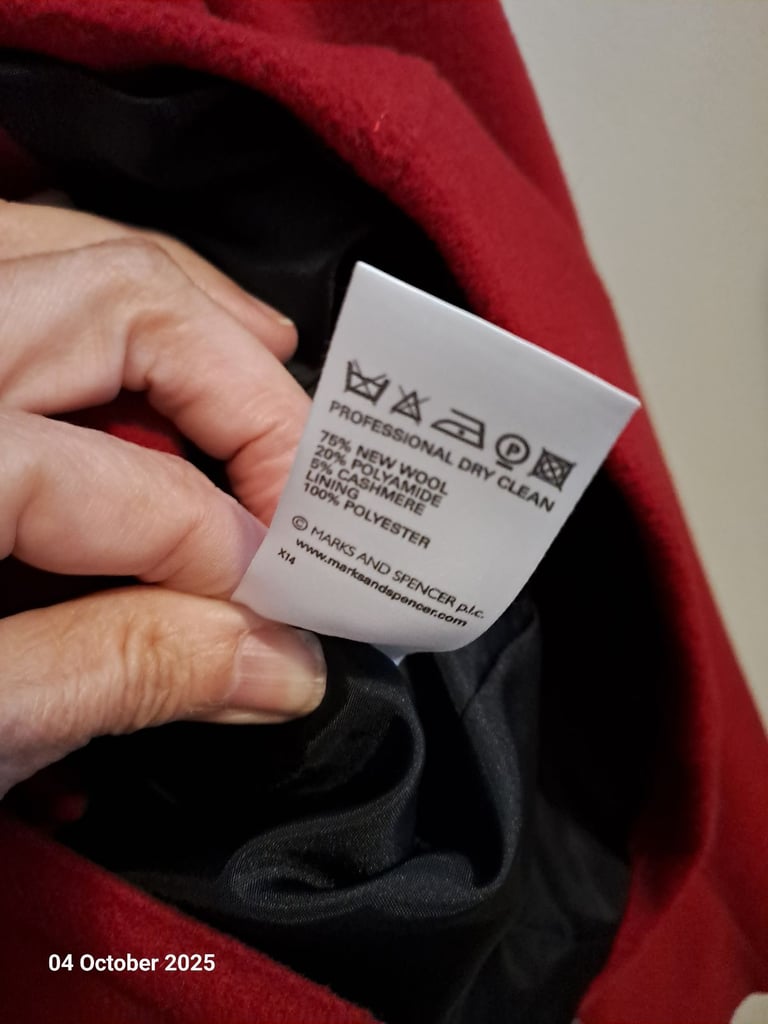 P
PROFESSIONAL DRY CLEAN
75% NEW WOOL
20% POLYAMIDE
5% CASHMERE
LINING
100% POLYESTER
© MARKS AND SPENCER p.l.c.
www.marksandspencer.com
X14
04 October 2025